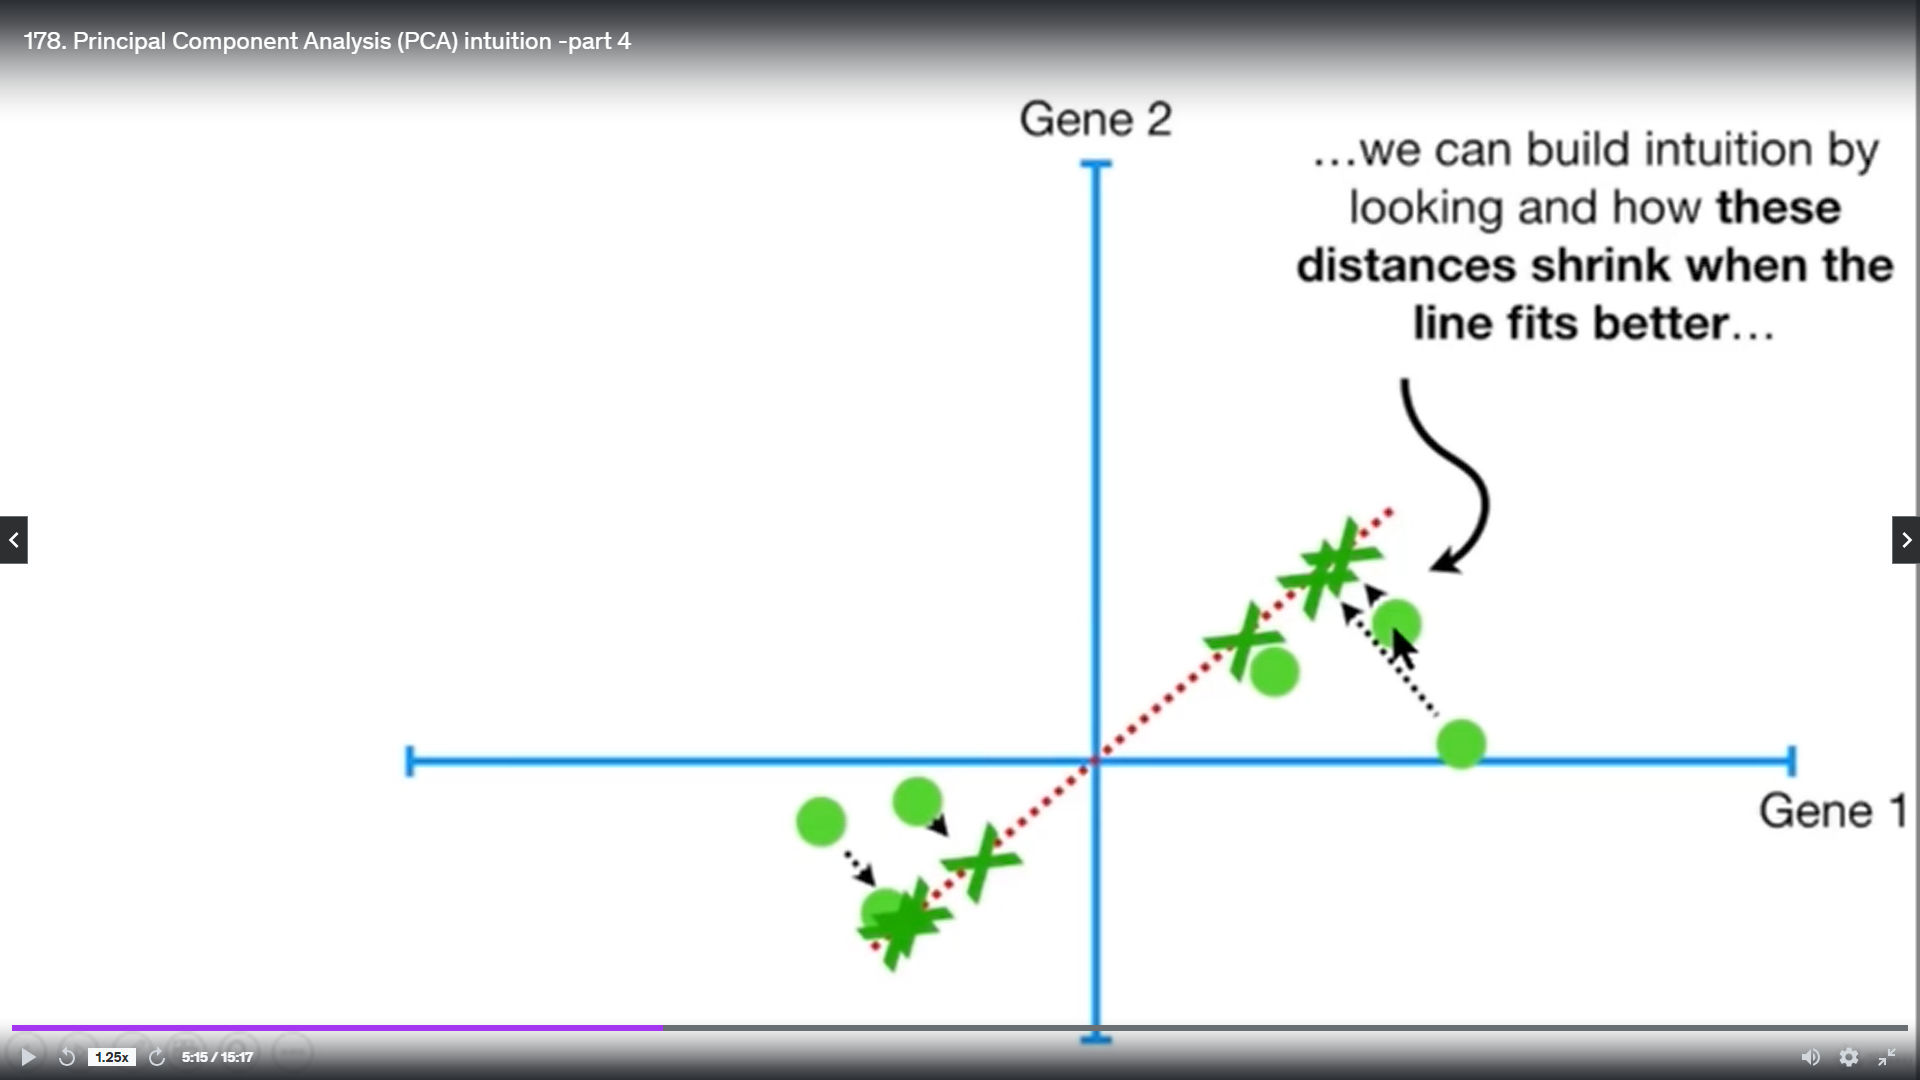 178. Principal Component Analysis (PCA) intuition -part 4
Gene 2
...we can build intuition by
looking and how these
distances shrink when the
line fits better...
Gene 1
1.25x
5:15 / 15:17